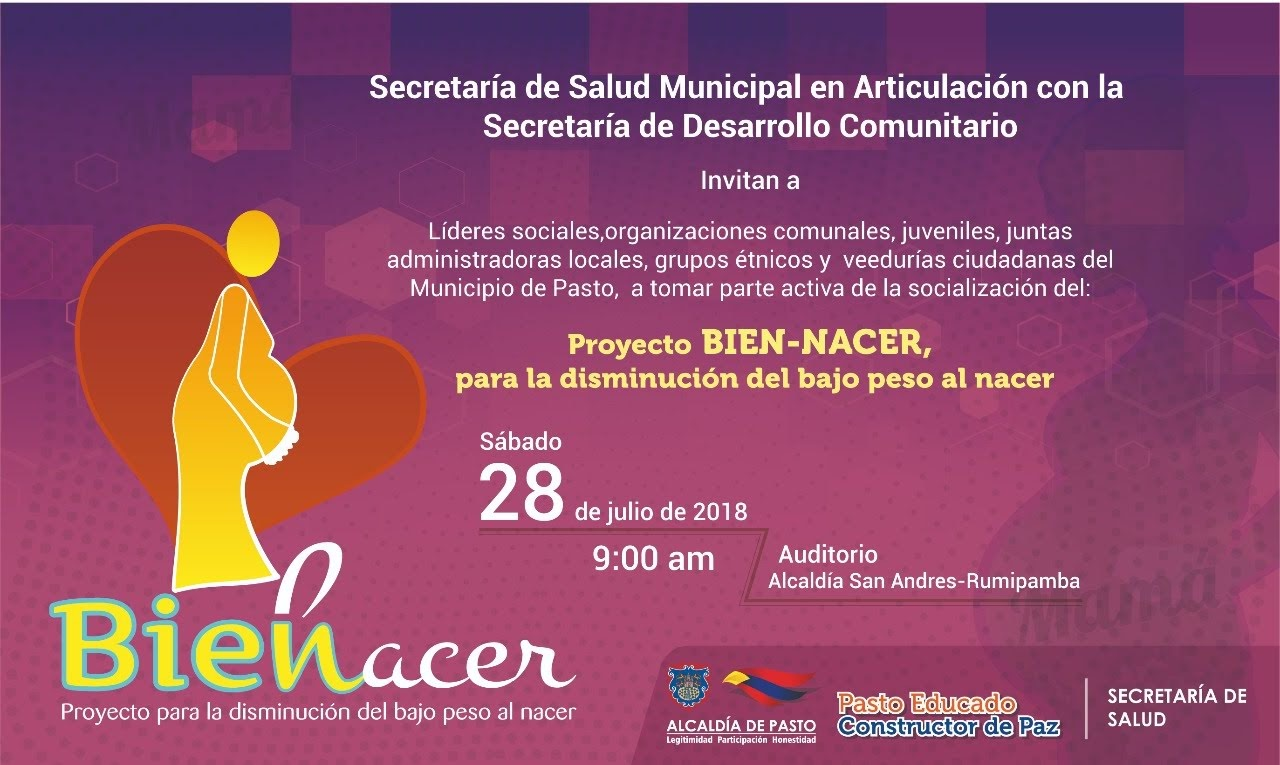 Secretaría de Salud Municipal en Articulación con la
Secretaría de Desarrollo Comunitario
Invitan a
Líderes sociales,organizaciones comunales, juveniles, juntas
administradoras locales, grupos étnicos y veedurías ciudadanas del
Municipio de Pasto, a tomar parte activa de la socialización del:
Proyecto BIEN-NACER,
para la disminución del bajo peso al nacer
Sábado
28 de julio de 2018
9:00 am
Auditorio
Alcaldía San Andres-Rumipamba
Mamá
Mamá
Bien nacer
Proyecto para la disminución del bajo peso al nacer
ALCALDÍA DE PASTO
Legitimidad Participación Honestidad
Pasto Educado
Constructor de Paz
SECRETARÍA DE
SALUD